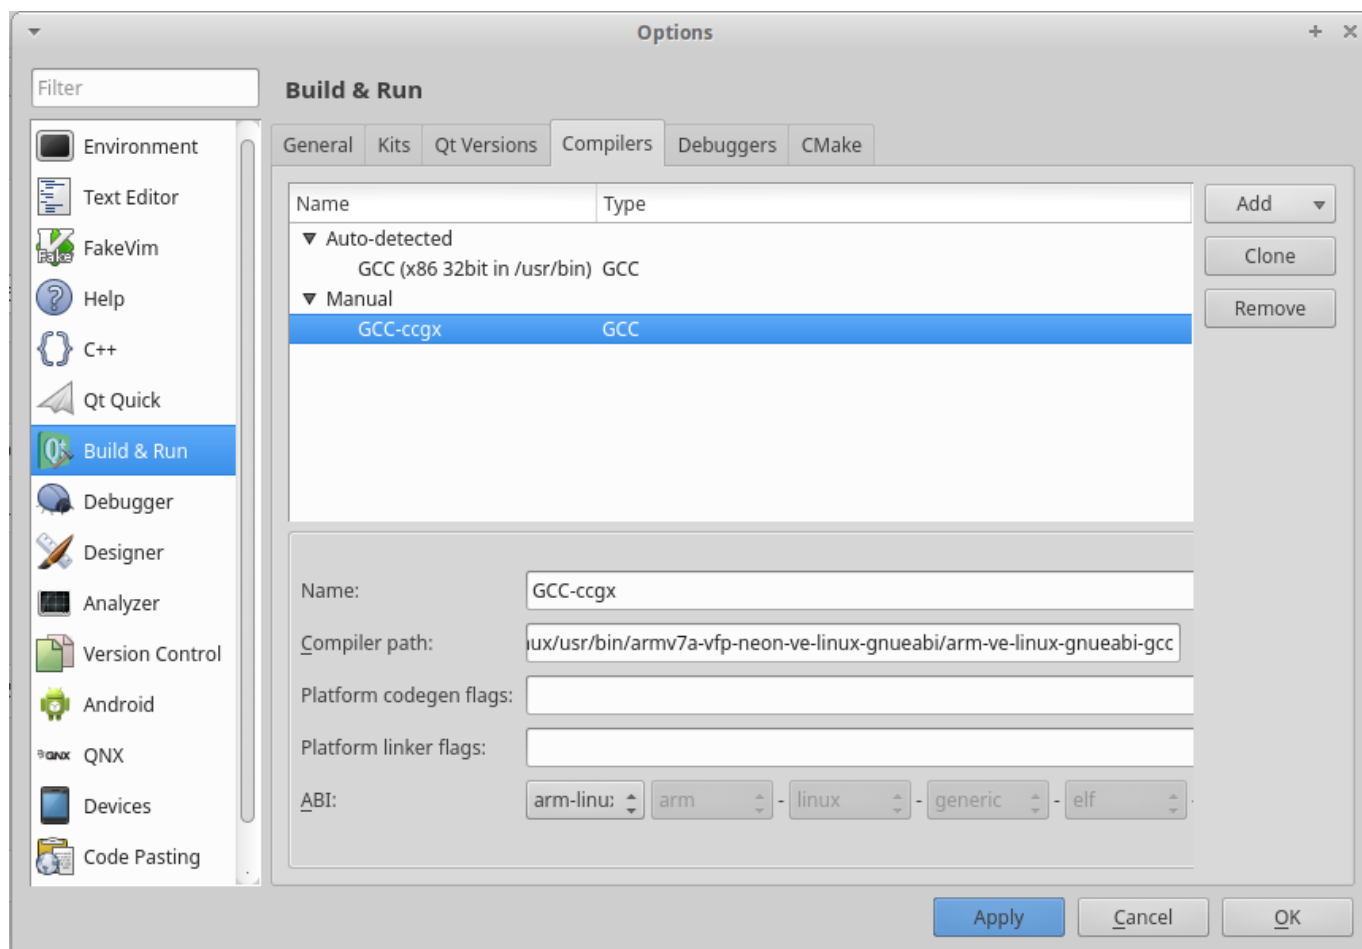 Options
Filter
Build & Run
Environment
Text Editor
FakeVim
Help
C++
Qt Quick
Build & Run
Debugger
Designer
Analyzer
Version Control
Android
QNX
Devices
Code Pasting
General Kits Qt Versions Compilers Debuggers CMake
Name Type
Auto-detected
GCC (x86 32bit in /usr/bin) GCC
Manual
GCC-ccgx GCC
Add
Clone
Remove
Name: GCC-ccgx
Compiler path: ux/usr/bin/armv7a-vfp-neon-ve-linux-gnueabi/arm-ve-linux-gnueabi-gcc
Platform codegen flags:
Platform linker flags:
ABI: arm-linu: arm - linux - generic - elf
Apply Cancel OK